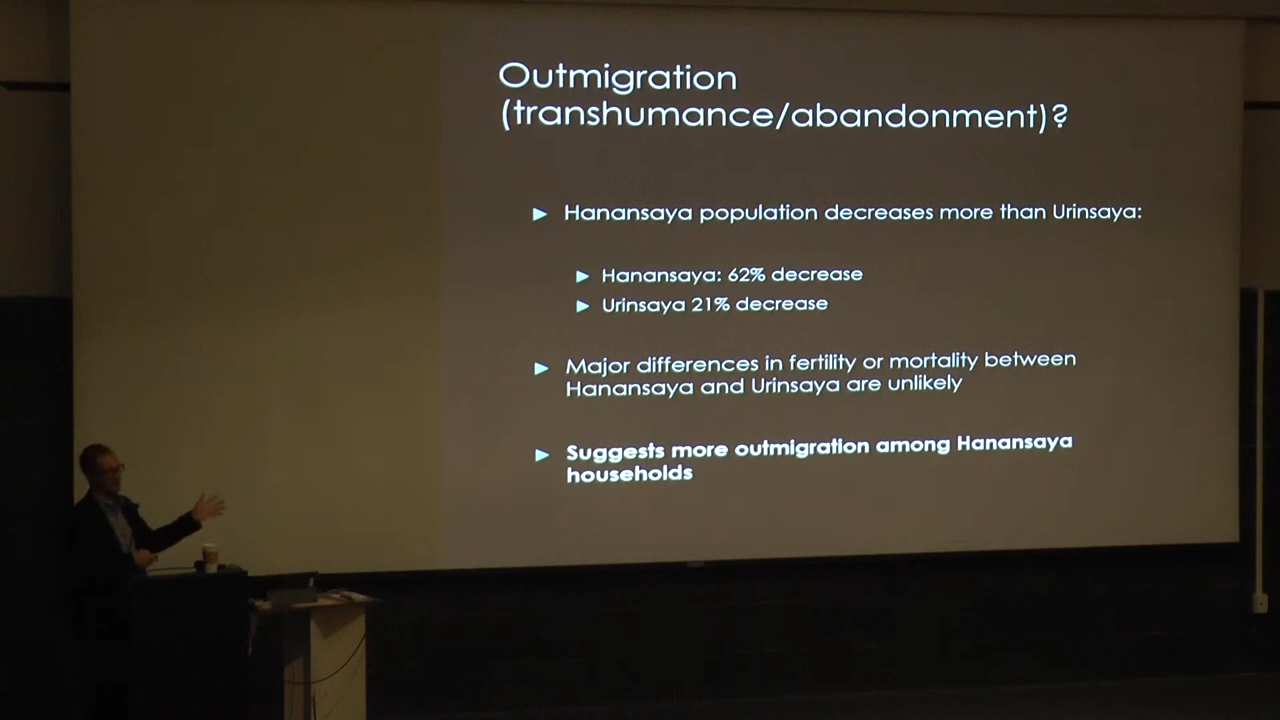 Outmigration
(transhumance/abandonment)?
Hanansaya population decreases more than Urinsaya:
Hanansaya: 62% decrease
Urinsaya 21% decrease
Major differences in fertility or mortality between
Hanansaya and Urinsaya are unlikely
Suggests more outmigration among Hanansaya
households